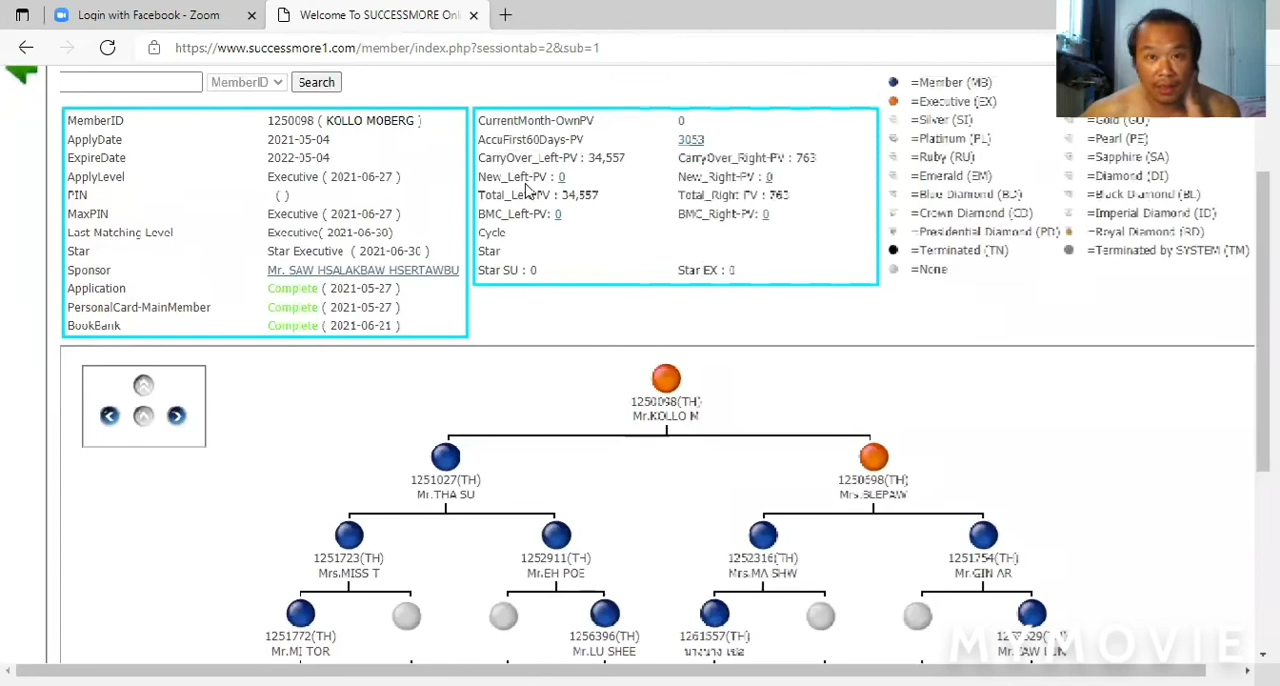 Login with Facebook - Zoom
Welcome To SUCCESSMORE Onli
https://www.successmore1.com/member/index.php?sessiontab=2&sub=1
MemberID Search
MemberID 1250098 ( KOLLO MOBERG )
ApplyDate 2021-05-04
ExpireDate 2022-05-04
ApplyLevel Executive ( 2021-06-27 )
PIN ( )
MaxPIN Executive ( 2021-06-27 )
Last Matching Level Executive( 2021-06-30)
Star Star Executive ( 2021-06-30 )
Sponsor Mr. SAW HSALAKBAW HSERTAWBU
Application Complete ( 2021-05-27 )
PersonalCard-MainMember Complete ( 2021-05-27 )
BookBank Complete ( 2021-06-21 )
CurrentMonth-OwnPV 0
AccuFirst60Days-PV 3053
CarryOver_Left-PV : 34,557 CarryOver_Right-PV : 763
New_Left-PV : 0 New_Right-PV : 0
Total_Left-PV : 34,557 Total_Right-PV : 763
BMC_Left-PV: 0 BMC_Right-PV: 0
Cycle
Star
Star SU : 0 Star EX : 0
=Member (MB)
=Executive (EX)
=Silver (SI) =Gold (GO)
=Platinum (PL) =Pearl (PE)
=Ruby (RU) =Sapphire (SA)
=Emerald (EM) =Diamond (DI)
=Blue Diamond (BD) =Black Diamond (BL)
=Crown Diamond (CD) =Imperial Diamond (ID)
=Presidential Diamond (PD) =Royal Diamond (RD)
=Terminated (TN) =Terminated by SYSTEM (TM)
=None
1250098(TH)
Mr.KOLLO M
1251027(TH) 1250698(TH)
Mr.THA SU Mrs.BLEPAW
1251723(TH) 1252911(TH) 1252316(TH) 1251754(TH)
Mrs.MISS T Mr.EH POE Mrs.MA SHW Mr.GIN AR
1251772(TH) 1256396(TH) 1261557(TH)
Mr.MI TOR Mr.LU SHEE
MYMOVIE